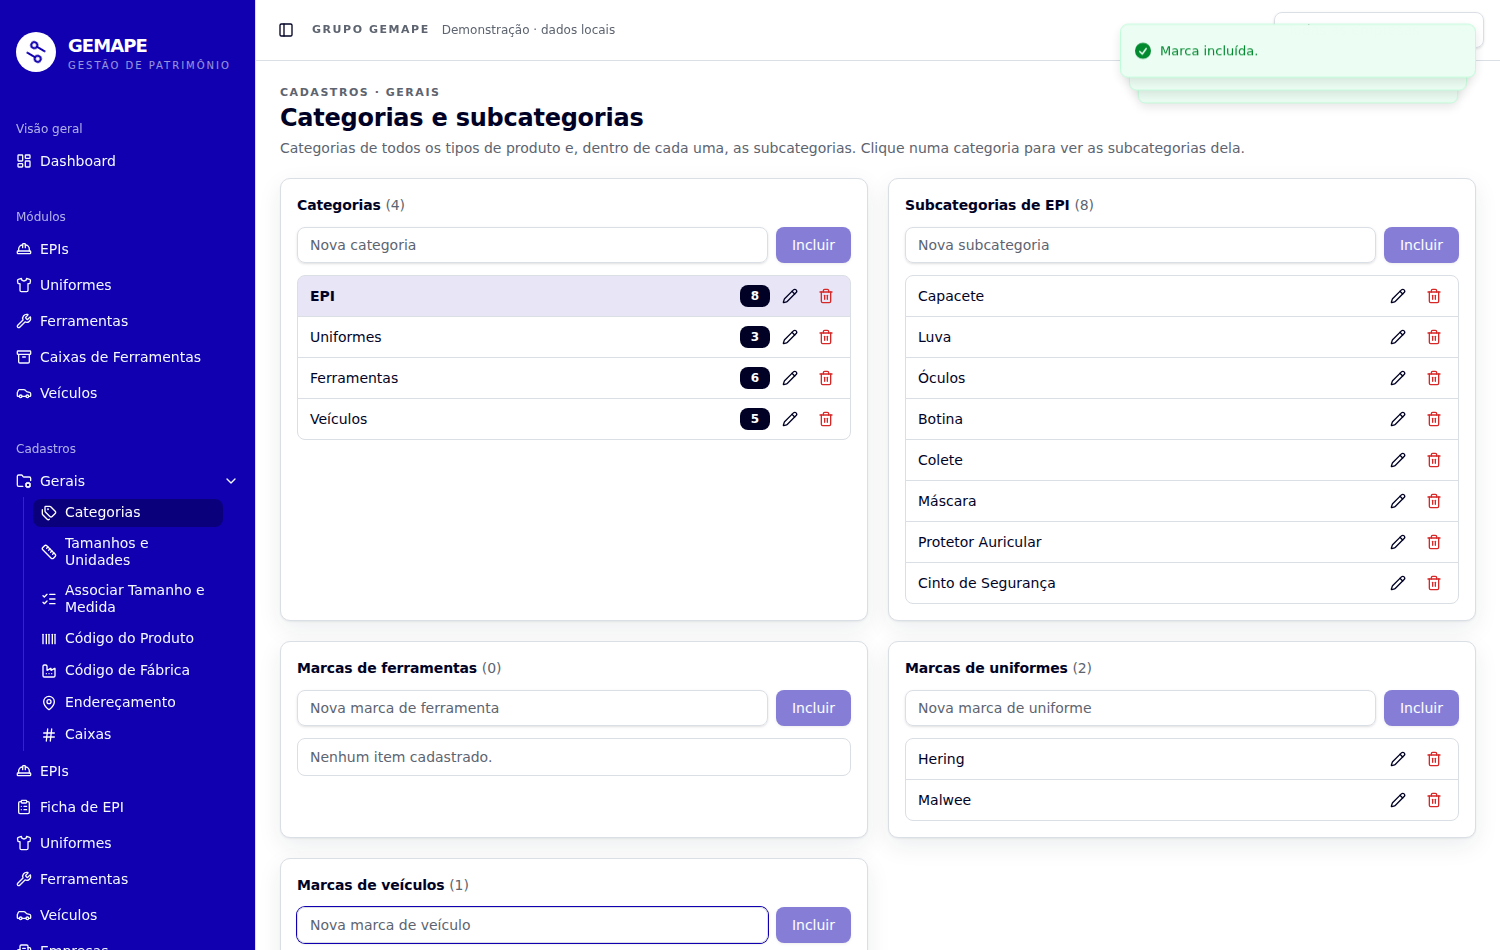 GEMAPE
GESTÃO DE PATRIMÔNIO
Visão geral
Dashboard
Módulos
EPIs
Uniformes
Ferramentas
Caixas de Ferramentas
Veículos
Cadastros
Gerais
Categorias
Tamanhos e
Unidades
Associar Tamanho e
Medida
Código do Produto
Código de Fábrica
Endereçamento
Caixas
EPIs
Ficha de EPI
Uniformes
Ferramentas
Veículos
Empresas
GRUPO GEMAPE Demonstração · dados locais
Marca incluída.
CADASTROS · GERAIS
Categorias e subcategorias
Categorias de todos os tipos de produto e, dentro de cada uma, as subcategorias. Clique numa categoria para ver as subcategorias dela.
Categorias (4)
Nova categoria Incluir
EPI 8
Uniformes 3
Ferramentas 6
Veículos 5
Subcategorias de EPI (8)
Nova subcategoria Incluir
Capacete
Luva
Óculos
Botina
Colete
Máscara
Protetor Auricular
Cinto de Segurança
Marcas de ferramentas (0)
Nova marca de ferramenta Incluir
Nenhum item cadastrado.
Marcas de uniformes (2)
Nova marca de uniforme Incluir
Hering
Malwee
Marcas de veículos (1)
Nova marca de veículo Incluir